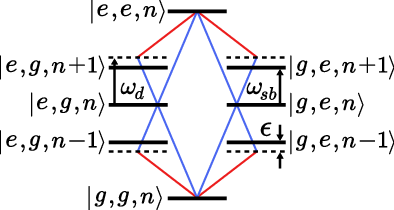 |e,e,n⟩
|e,g,n+1⟩ |g,e,n+1⟩
ω_d ω_sb
|e,g,n⟩ |g,e,n⟩
|e,g,n−1⟩ ϵ |g,e,n−1⟩
|g,g,n⟩